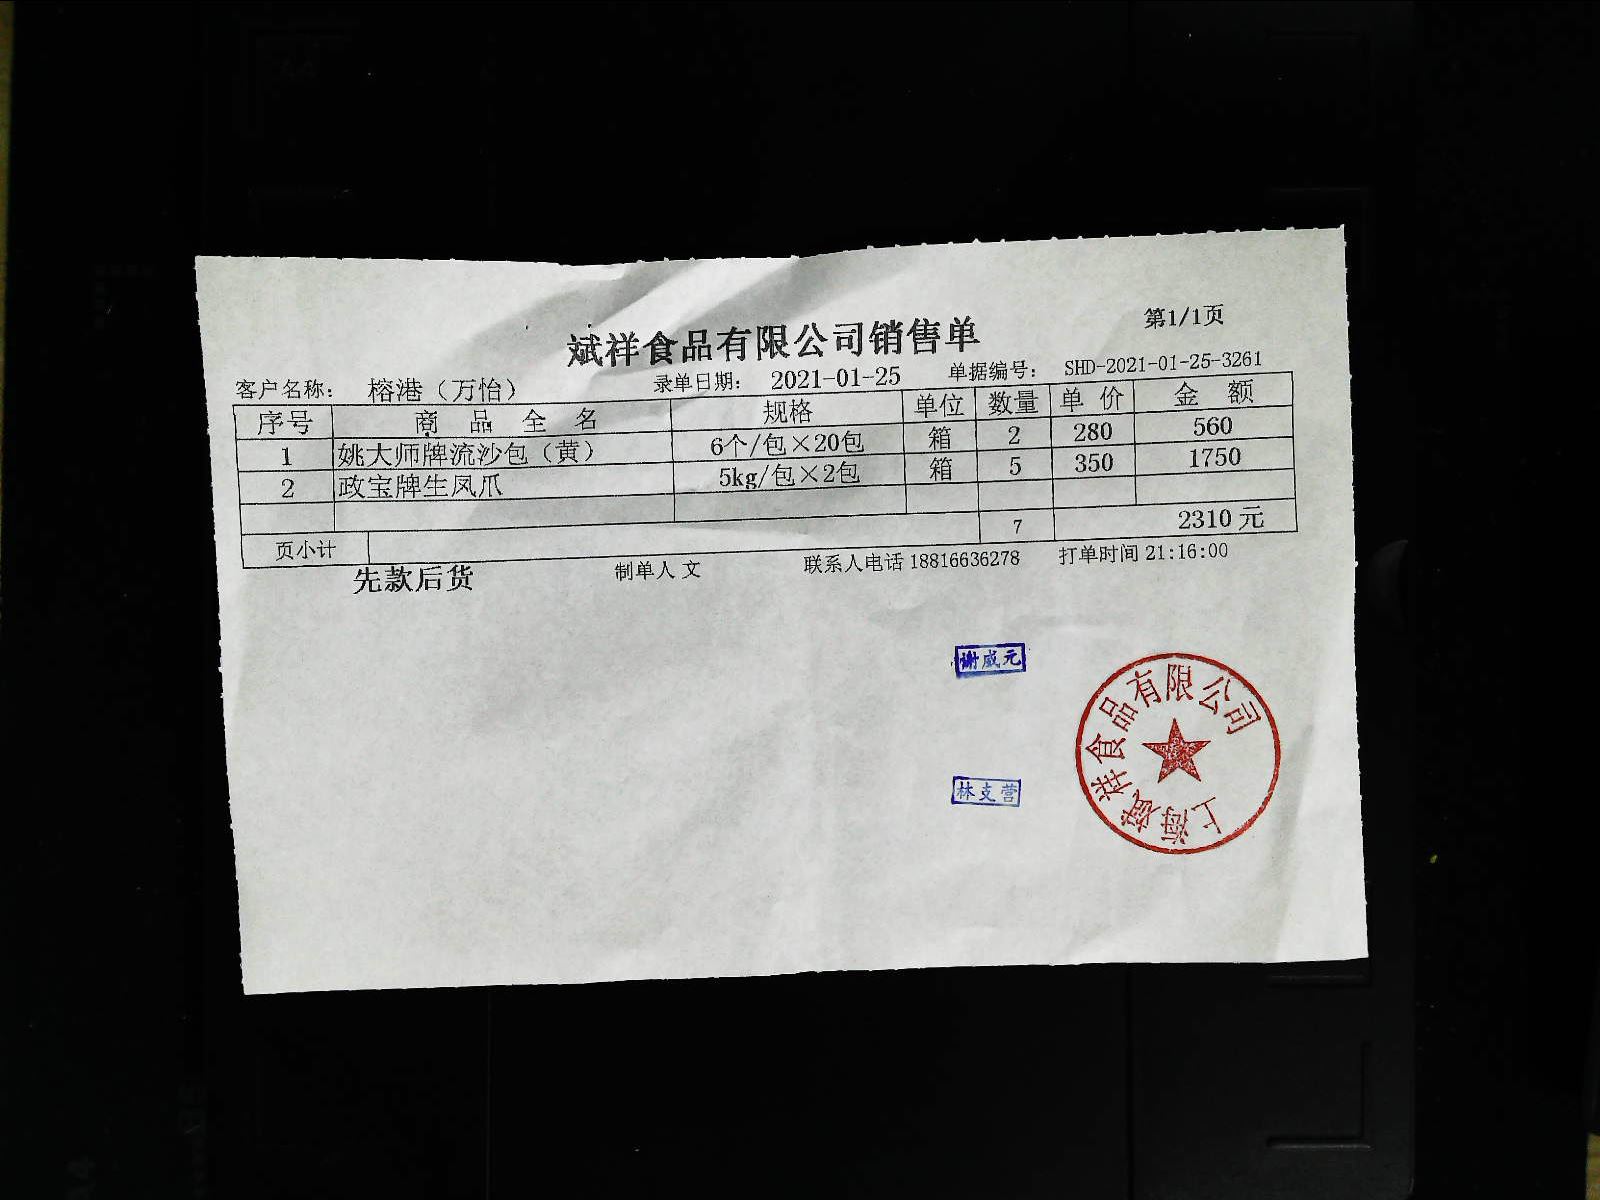 第1/1页
斌祥食品有限公司销售单
客户名称： 榕港（万怡） 录单日期： 2021-01-25 单据编号： SHD-2021-01-25-3261
序号 商品全名 规格 单位 数量 单价 金额
1 姚大师牌流沙包（黄） 6个/包×20包 箱 2 280 560
2 政宝牌生凤爪 5kg/包×2包 箱 5 350 1750
页小计 7 2310 元
先款后货 制单人 文 联系人电话 18816636278 打单时间 21:16:00
谢威元
林支营
上海斌祥食品有限公司